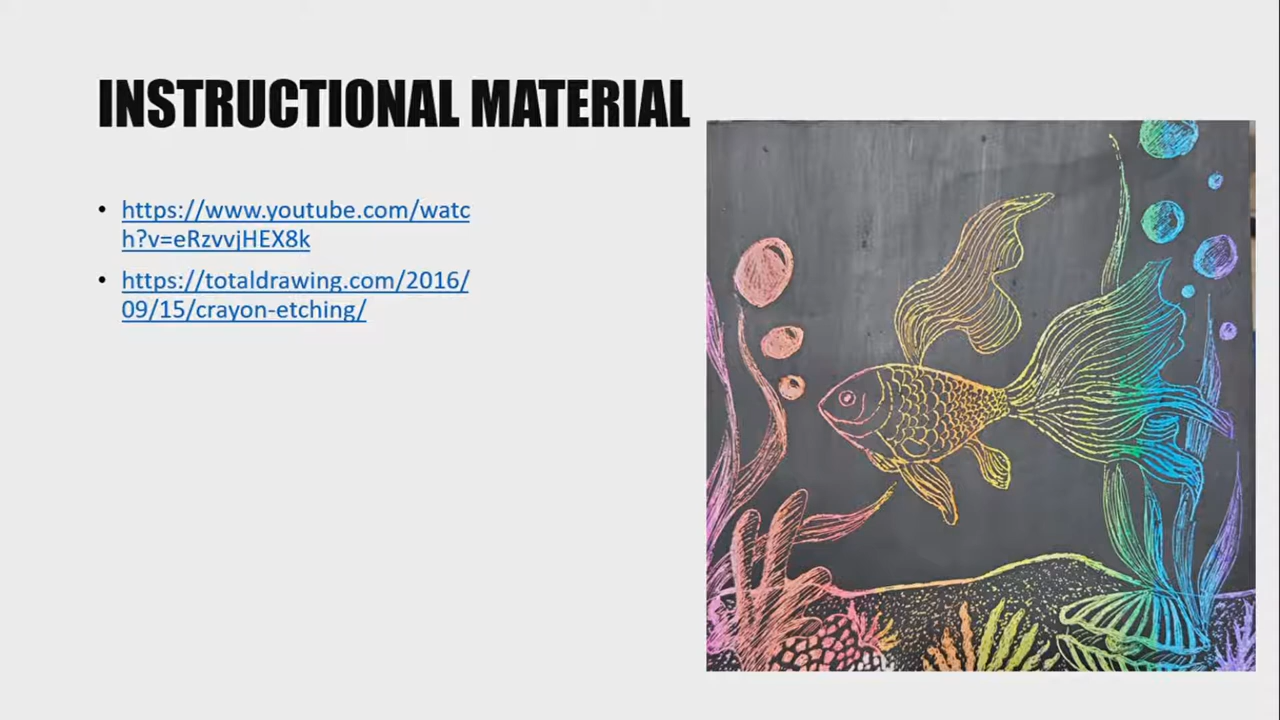 INSTRUCTIONAL MATERIAL
• https://www.youtube.com/watc
h?v=eRzvvjHEX8k
• https://totaldrawing.com/2016/
09/15/crayon-etching/